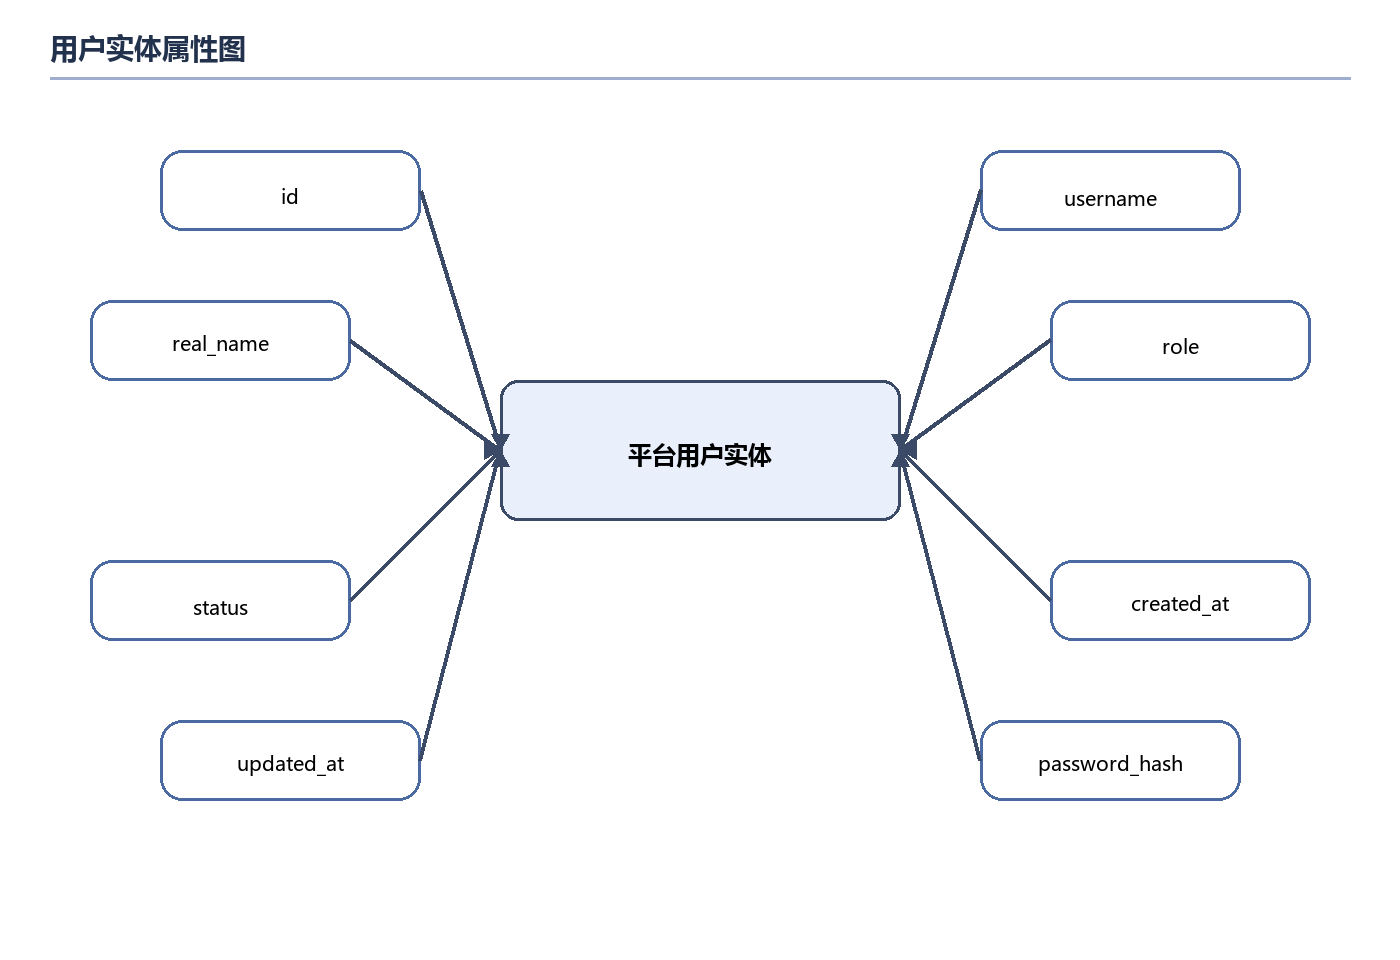 用户实体属性图
id
username
real_name
role
平台用户实体
status
created_at
updated_at
password_hash